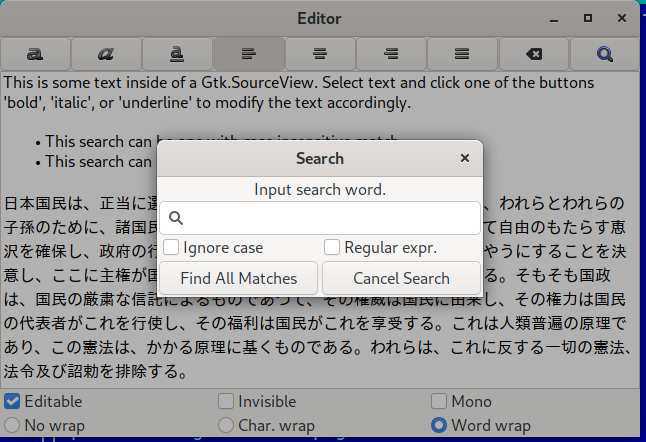 Editor
This is some text inside of a Gtk.SourceView. Select text and click one of the buttons
'bold', 'italic', or 'underline' to modify the text accordingly.
• This search can be one with case insensitive match.
• This search can
Search
Input search word.
Ignore case Regular expr.
Find All Matches Cancel Search
日本国民は、正当に 、われらとわれらの
子孫のために、諸国 て自由のもたらす恵
沢を確保し、政府の行 やうにすることを決
意し、ここに主権が国 る。そもそも国政
は、国民の厳粛な信託によるものであつて、その権威は国民に由来し、その権力は国民
の代表者がこれを行使し、その福利は国民がこれを享受する。これは人類普遍の原理で
あり、この憲法は、かかる原理に基くものである。われらは、これに反する一切の憲法、
法令及び詔勅を排除する。
Editable Invisible Mono
No wrap Char. wrap Word wrap